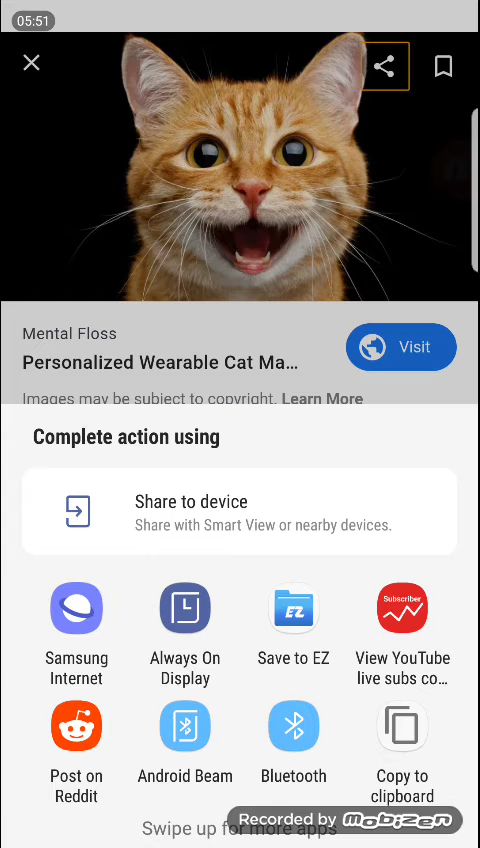 05:51
Mental Floss
Personalized Wearable Cat Ma...
Visit
Images may be subject to copyright. Learn More
Complete action using
Share to device
Share with Smart View or nearby devices.
Subscriber
EZ
Samsung Internet
Always On Display
Save to EZ
View YouTube live subs co...
Post on Reddit
Android Beam
Bluetooth
Copy to clipboard
Swipe up for more apps
Recorded by Mobizen